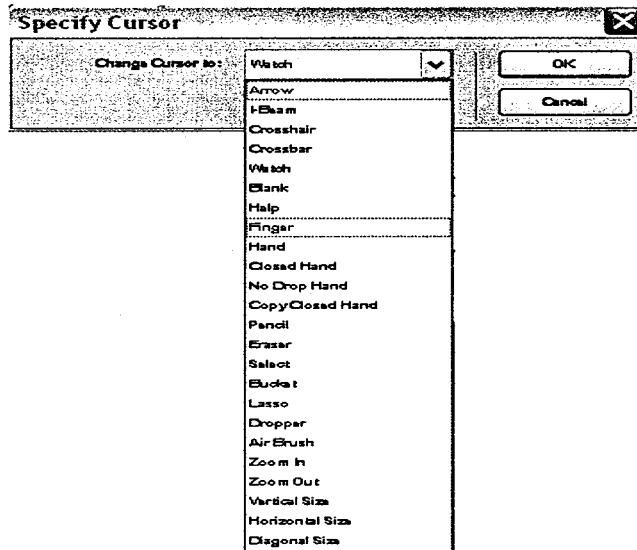 Specify Cursor
Change Cursor to: Watch OK
Cancel
Arrow
I-Beam
Crosshair
Crossbar
Watch
Blank
Help
Finger
Hand
Closed Hand
No Drop Hand
CopyClosed Hand
Pencil
Eraser
Select
Bucket
Lasso
Dropper
Air Brush
Zoom In
Zoom Out
Vertical Size
Horizontal Size
Diagonal Size